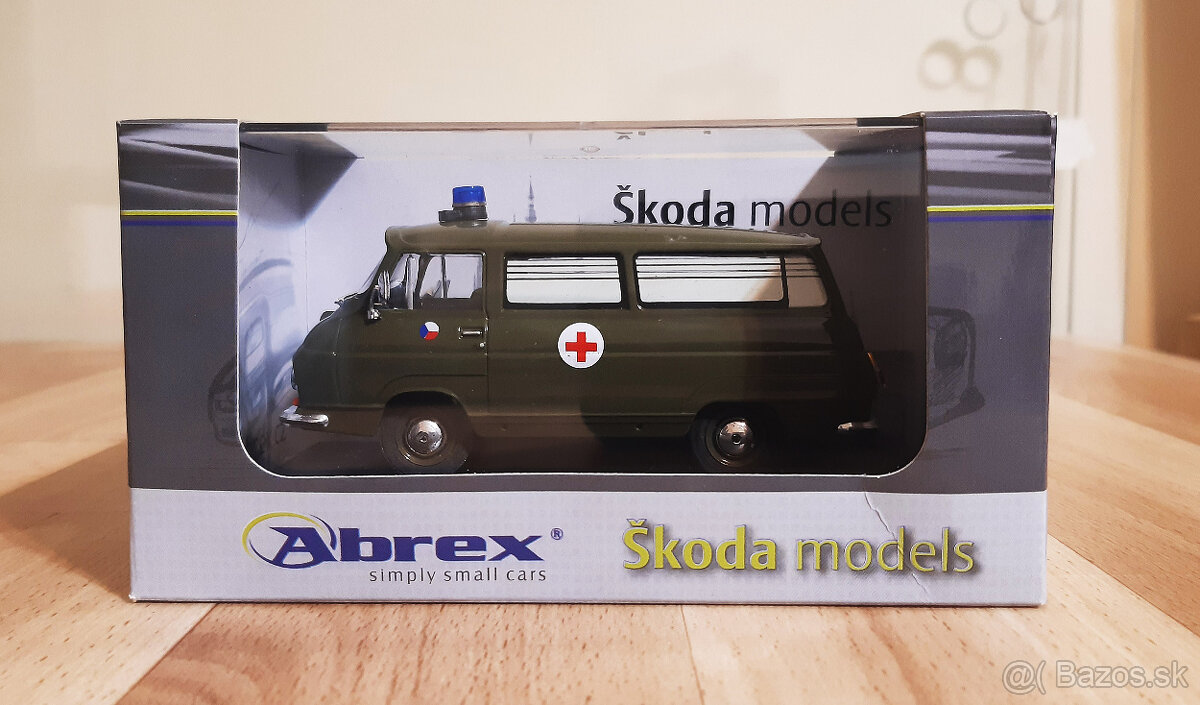 Škoda models
Abrex®
simply small cars
Škoda models
@( Bazos.sk